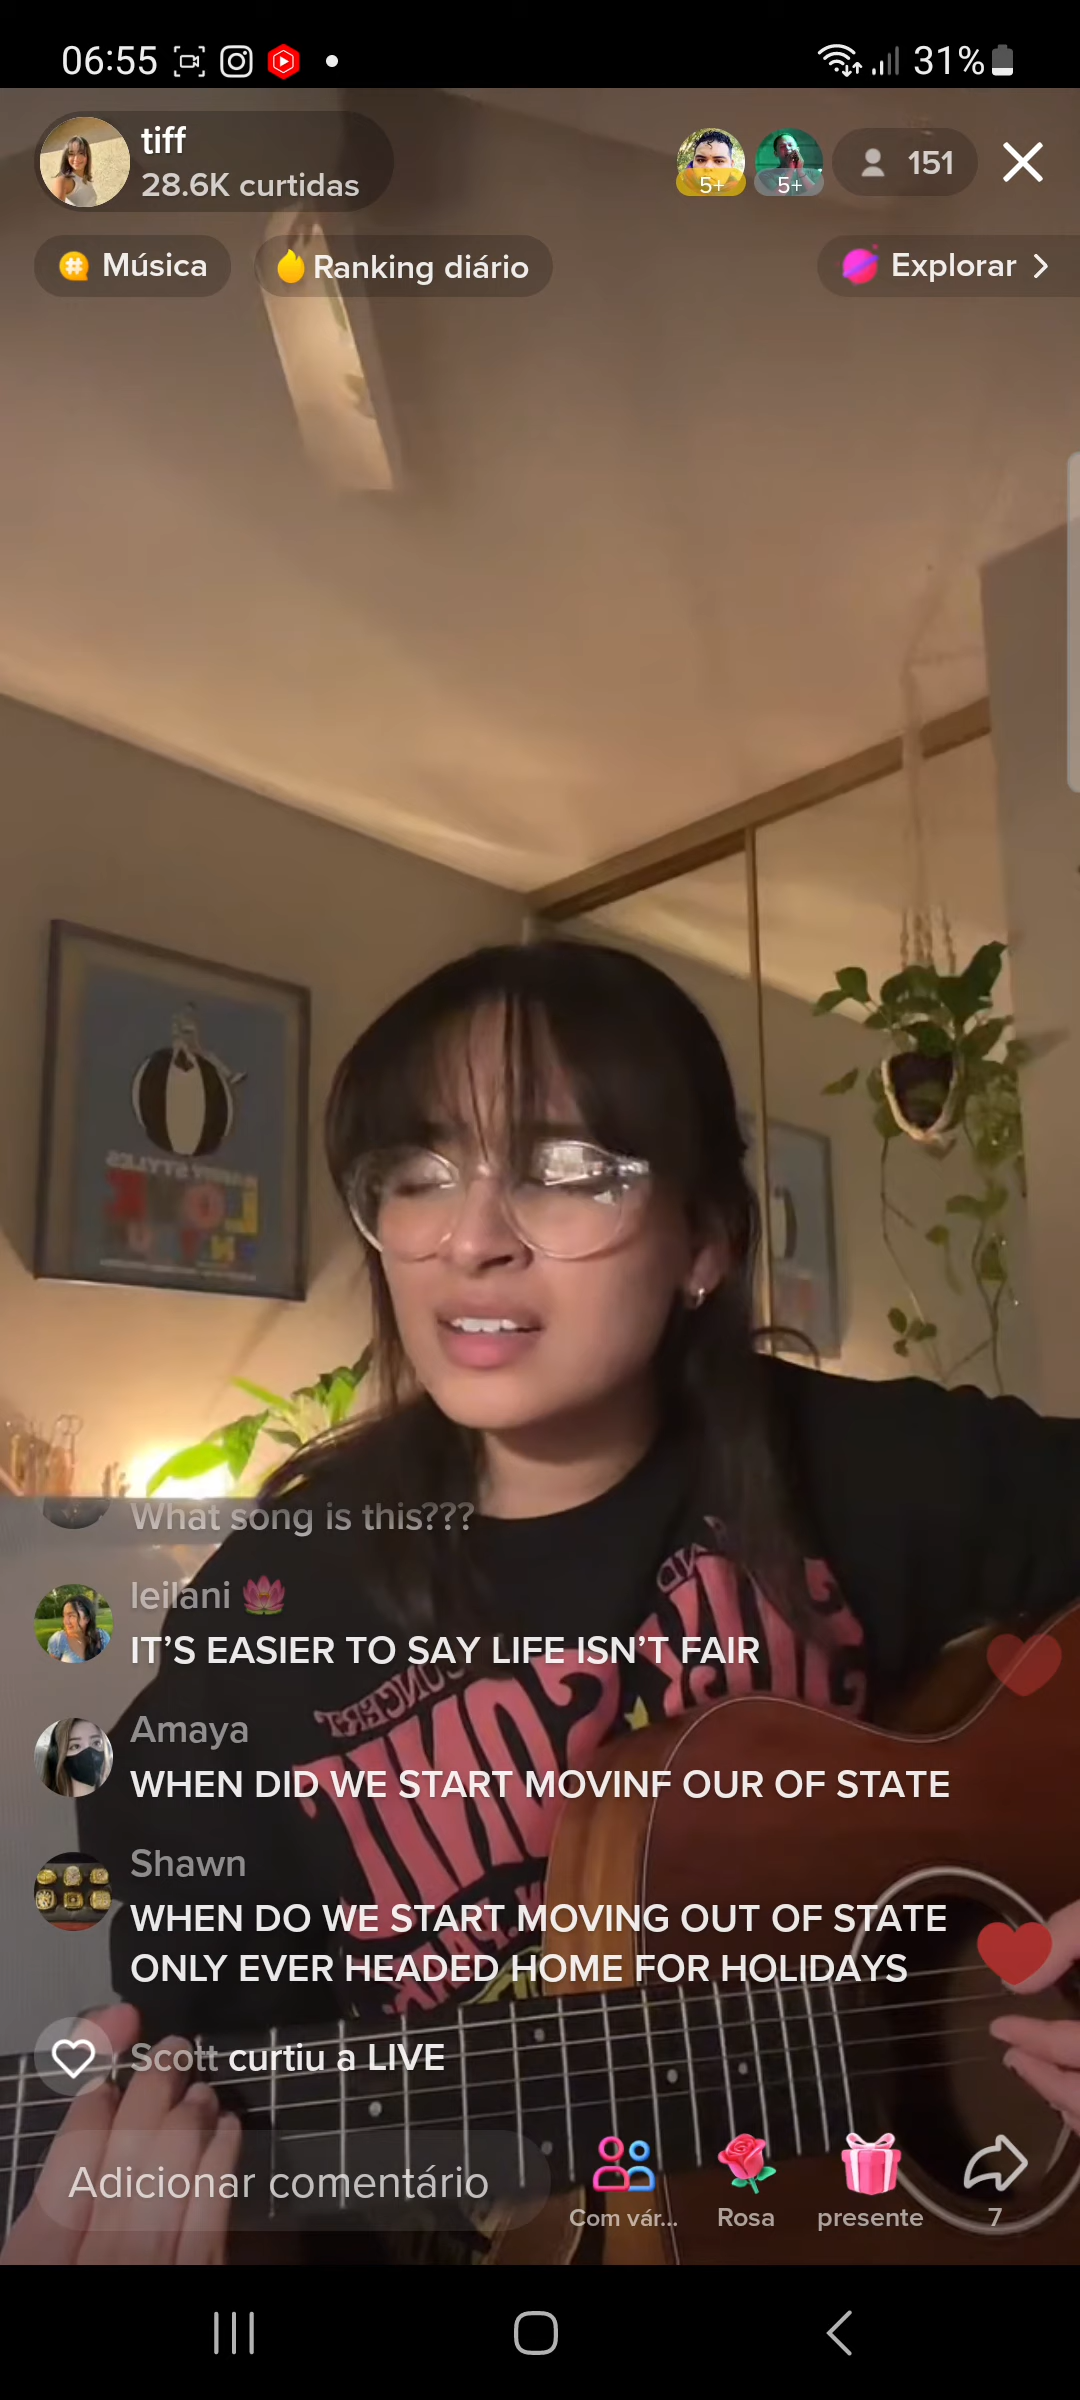 06:55
31%
tiff
28.6K curtidas
5+
5+
151
Música
Ranking diário
Explorar
What song is this???
leilani
IT'S EASIER TO SAY LIFE ISN'T FAIR
Amaya
WHEN DID WE START MOVINF OUR OF STATE
Shawn
WHEN DO WE START MOVING OUT OF STATE
ONLY EVER HEADED HOME FOR HOLIDAYS
Scott curtiu a LIVE
Adicionar comentário
Com vár...
Rosa
presente
7
HARRY STYLES
CONCERT